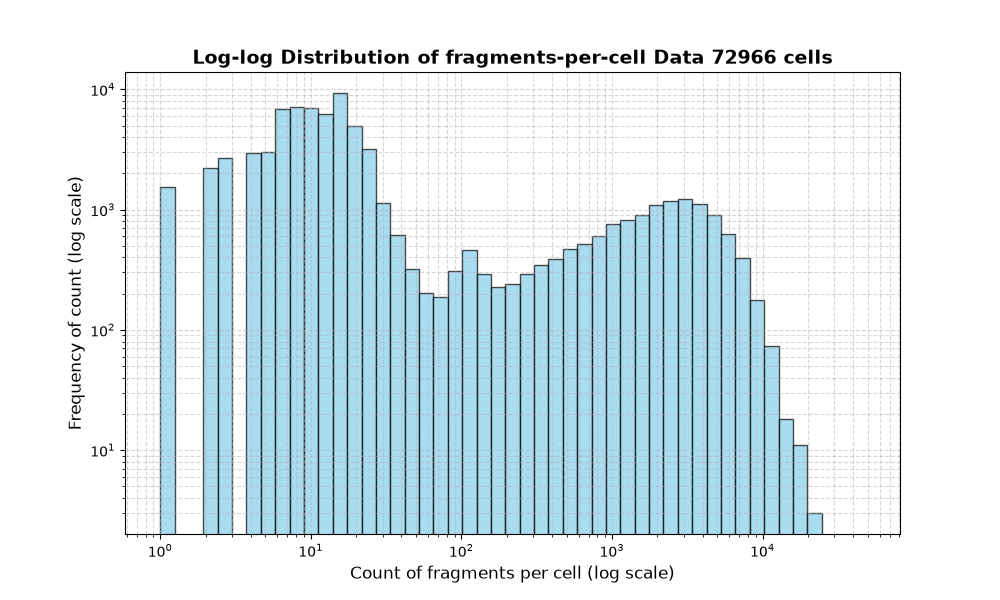 Log-log Distribution of fragments-per-cell Data 72966 cells
Frequency of count (log scale)
10⁴
10³
10²
10¹
10⁰ 10¹ 10² 10³ 10⁴
Count of fragments per cell (log scale)